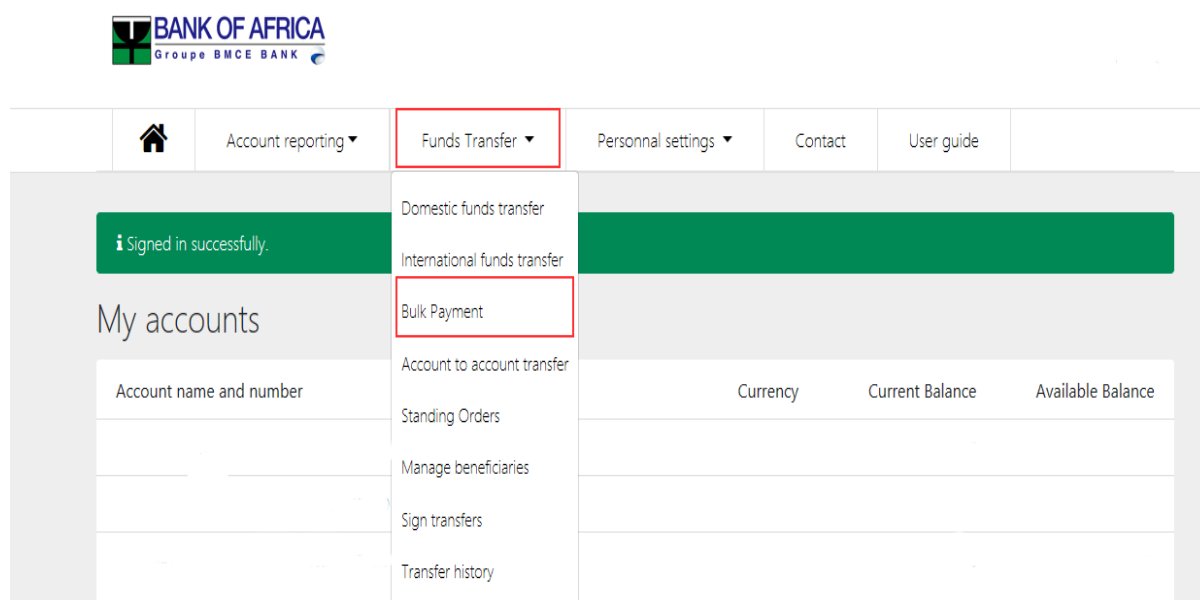 BANK OF AFRICA
Groupe BMCE BANK
Account reporting
Funds Transfer
Personnal settings
Contact
User guide
Domestic funds transfer
Signed in successfully.
International funds transfer
Bulk Payment
My accounts
Account to account transfer
Account name and number
Currency
Current Balance
Available Balance
Standing Orders
Manage beneficiaries
Sign transfers
Transfer history